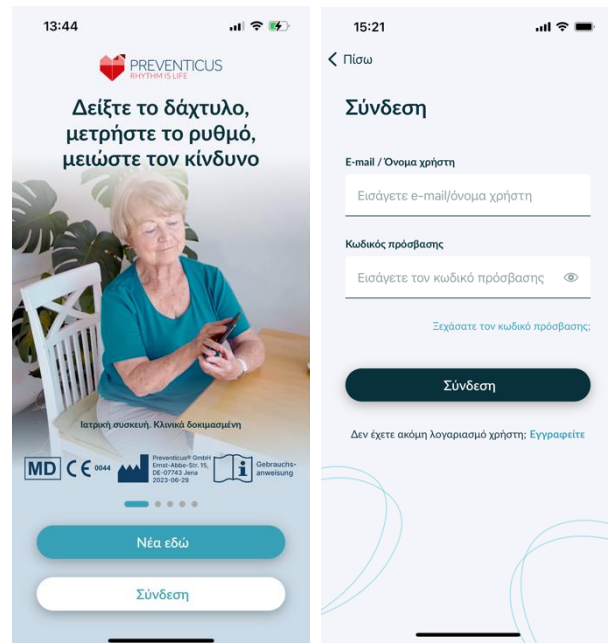 13:44
PREVENTICUS
RHYTHM IS LIFE
Δείξτε το δάχτυλο,
μετρήστε το ρυθμό,
μειώστε τον κίνδυνο
Ιατρική συσκευή. Κλινικά δοκιμασμένη
MD CE 0044
Preventicus® GmbH
Ernst-Abbe-Str. 15,
DE-07743 Jena
2023-06-29
i
Gebrauchs-
anweisung
Νέα εδώ
Σύνδεση
15:21
Πίσω
Σύνδεση
E-mail / Όνομα χρήστη
Εισάγετε e-mail/όνομα χρήστη
Κωδικός πρόσβασης
Εισάγετε τον κωδικό πρόσβασης
Ξεχάσατε τον κωδικό πρόσβασης;
Σύνδεση
Δεν έχετε ακόμη λογαριασμό χρήστη; Εγγραφείτε